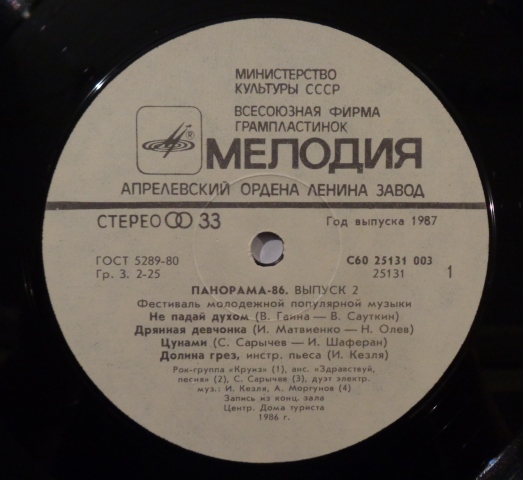 МИНИСТЕРСТВО
КУЛЬТУРЫ СССР
ВСЕСОЮЗНАЯ ФИРМА
ГРАМПЛАСТИНОК
МЕЛОДИЯ
АПРЕЛЕВСКИЙ ОРДЕНА ЛЕНИНА ЗАВОД
СТЕРЕО 33 Год выпуска 1987
ГОСТ 5289-80 С60 25131 003
Гр. 3. 2-25 25131 1
ПАНОРАМА-86. ВЫПУСК 2
Фестиваль молодежной популярной музыки
Не падай духом (В. Гаина — В. Сауткин)
Дрянная девчонка (И. Матвиенко — Н. Олев)
Цунами (С. Сарычев — И. Шаферан)
Долина грез, инстр. пьеса (И. Кезля)
Рок-группа «Круиз» (1), анс. «Здравствуй,
песня» (2), С. Сарычев (3), дуэт электр.
муз.: И. Кезля, А. Моргунов (4)
Запись из конц. зала
Центр. Дома туриста
1986 г.